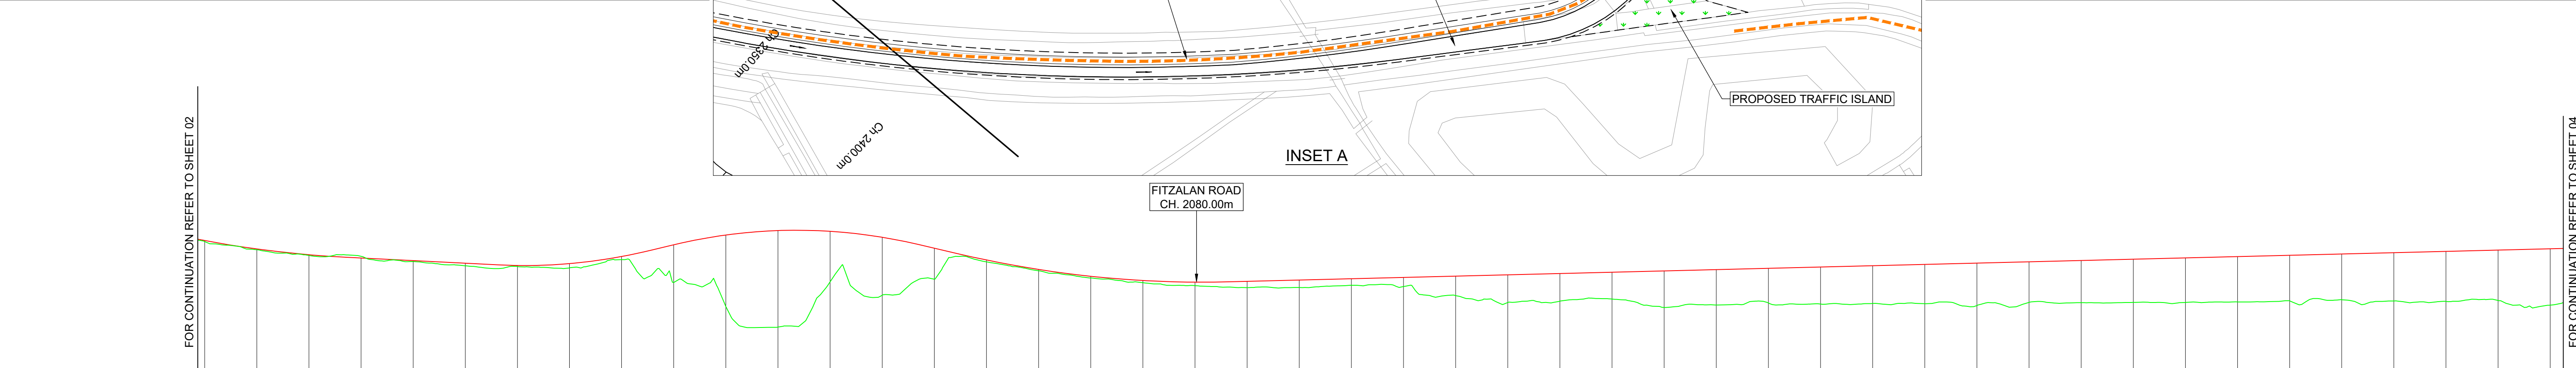 Ch 2350.0m
PROPOSED TRAFFIC ISLAND
Ch 2400.0m
INSET A
FOR CONTINUATION REFER TO SHEET 02
FITZALAN ROAD
CH. 2080.00m
FOR CONTINUATION REFER TO SHEET 04